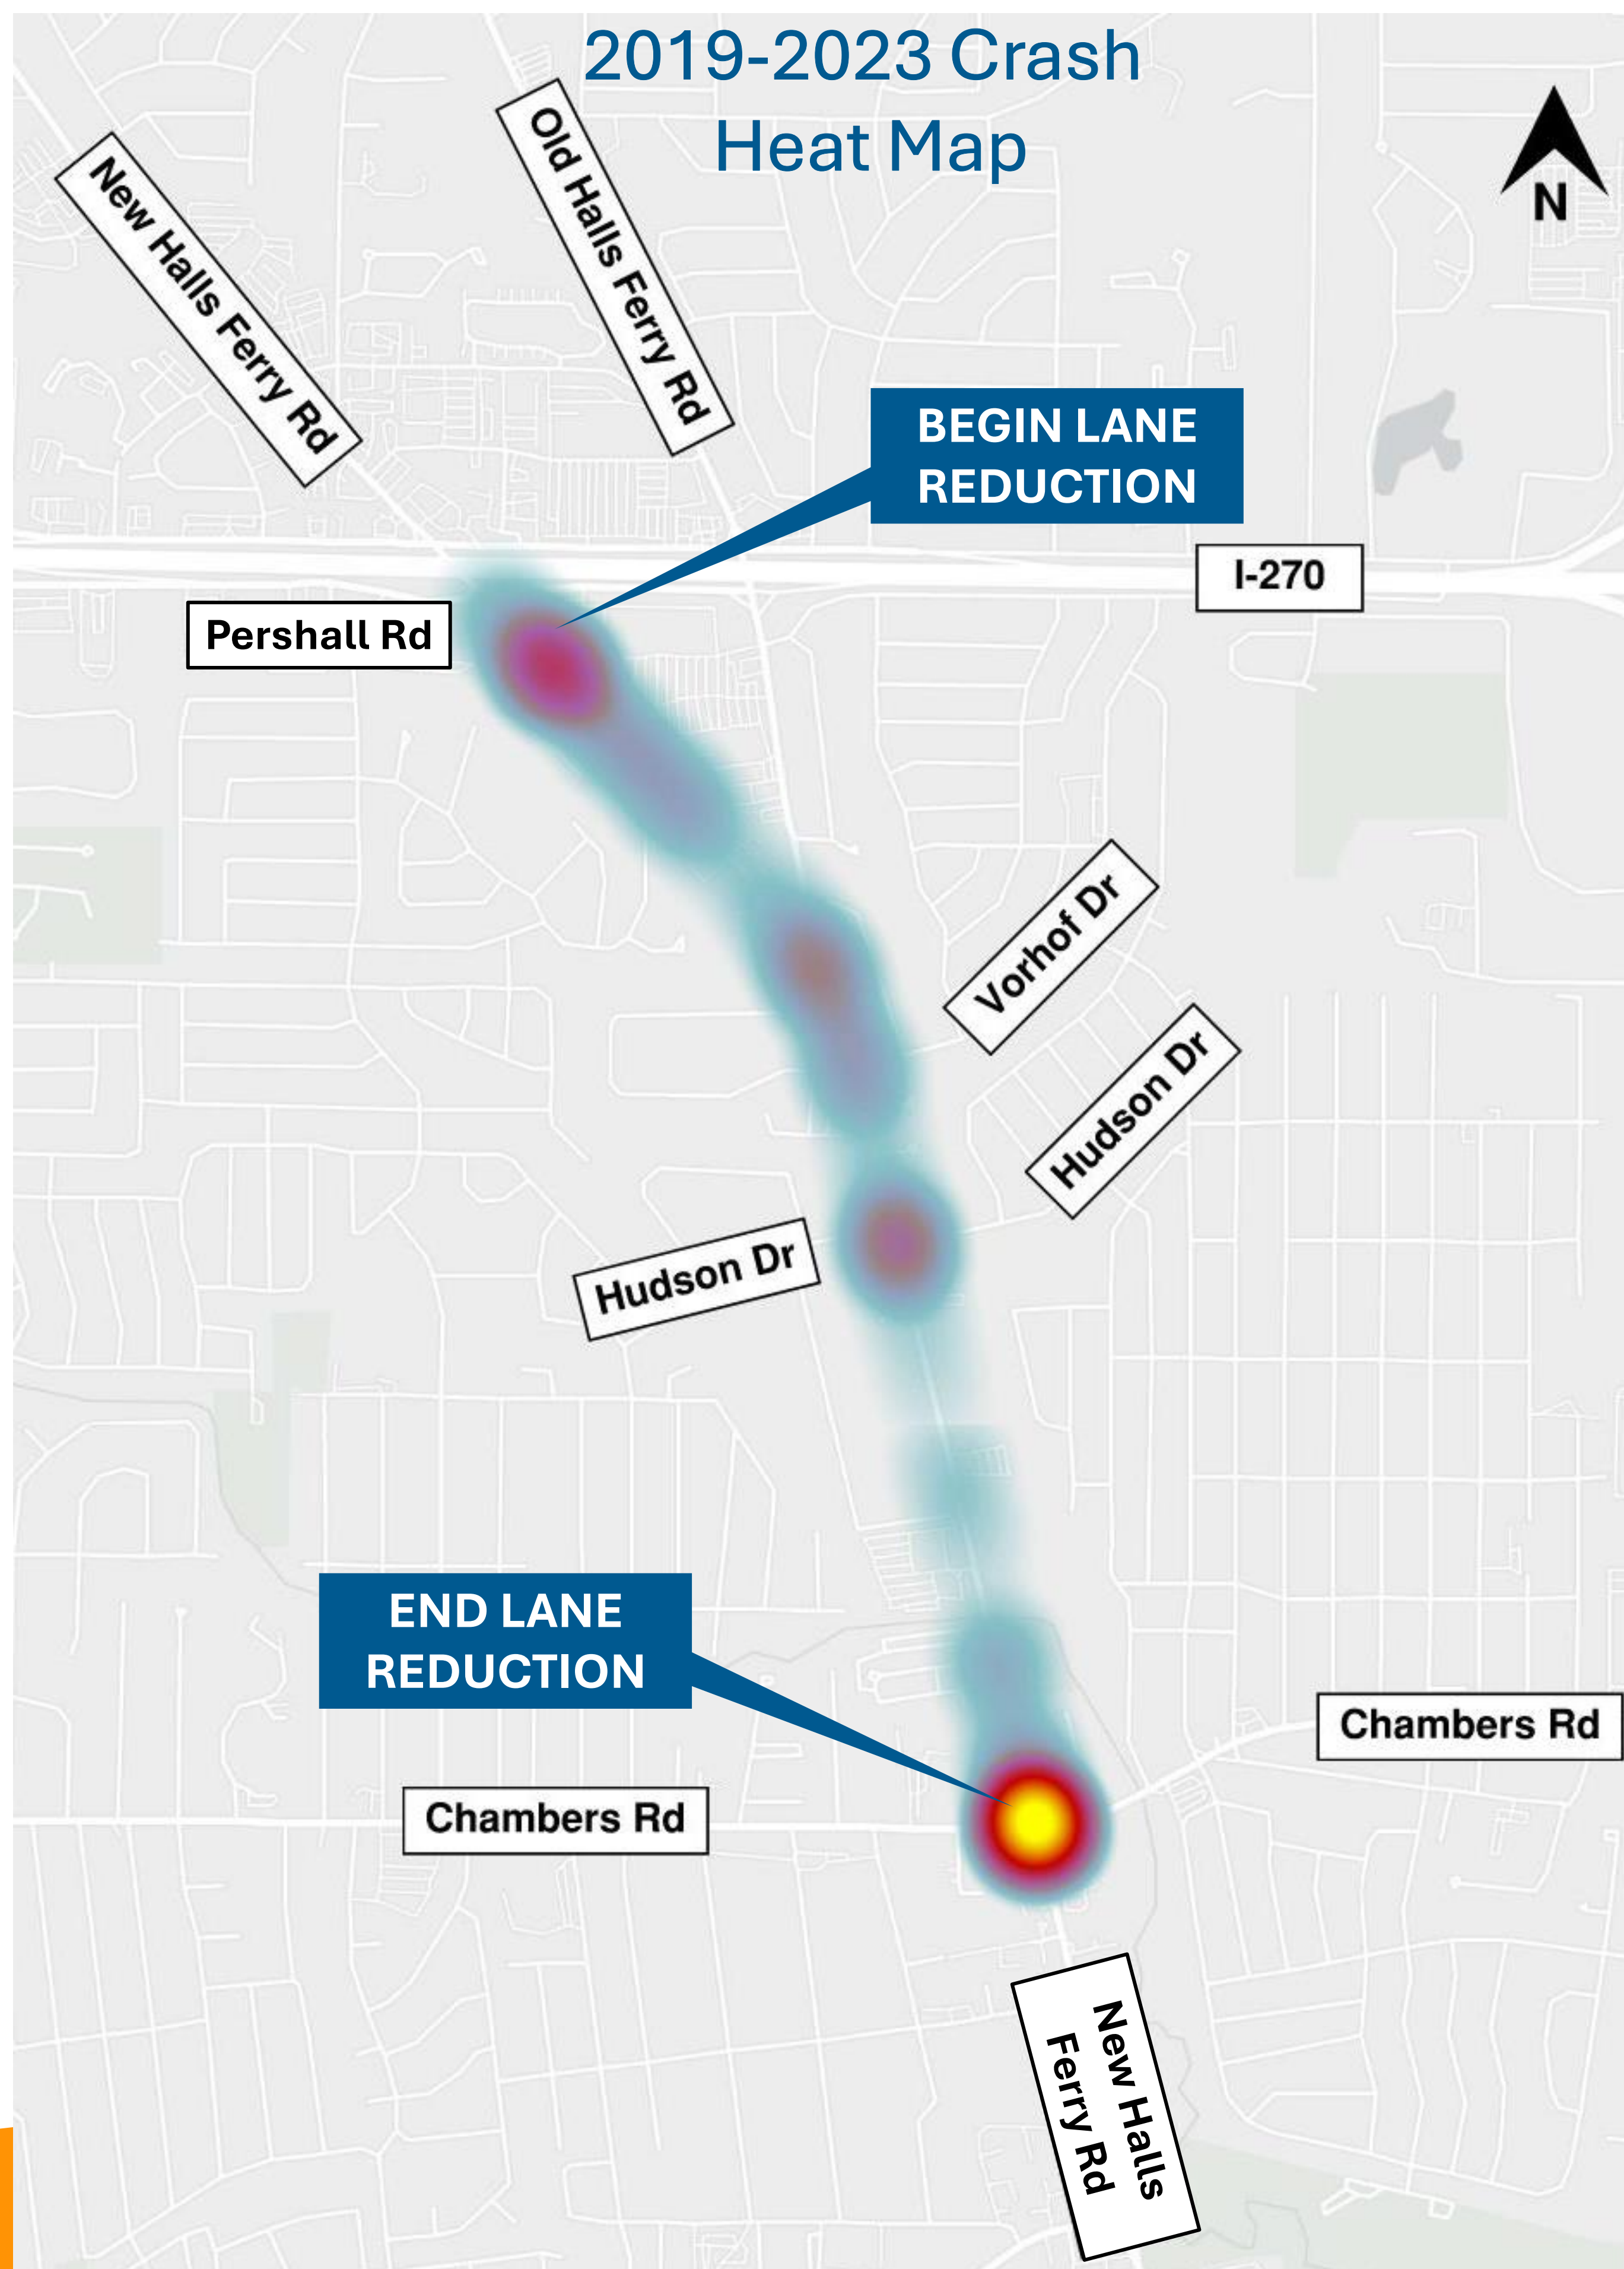 2019-2023 Crash
Heat Map
Old Halls Ferry Rd
New Halls Ferry Rd
N
BEGIN LANE
REDUCTION
I-270
Pershall Rd
Vorhof Dr
Hudson Dr
Hudson Dr
END LANE
REDUCTION
Chambers Rd
Chambers Rd
New Halls
Ferry Rd